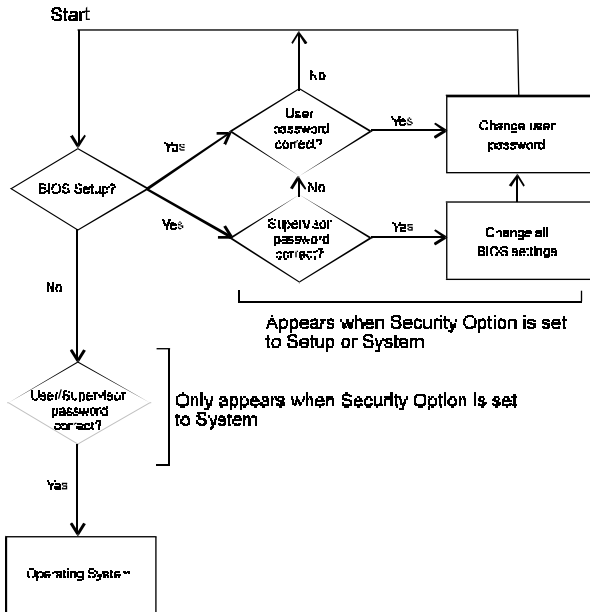 Start
No
User
password
correct?
Yes
Change user
password
Yes
BIOS Setup?
No
Yes
Supervisor
password
correct?
Yes
Change all
BIOS settings
No
Appears when Security Option is set
to Setup or System
User/Supervisor
password
correct?
Only appears when Security Option is set
to System
Yes
Operating System